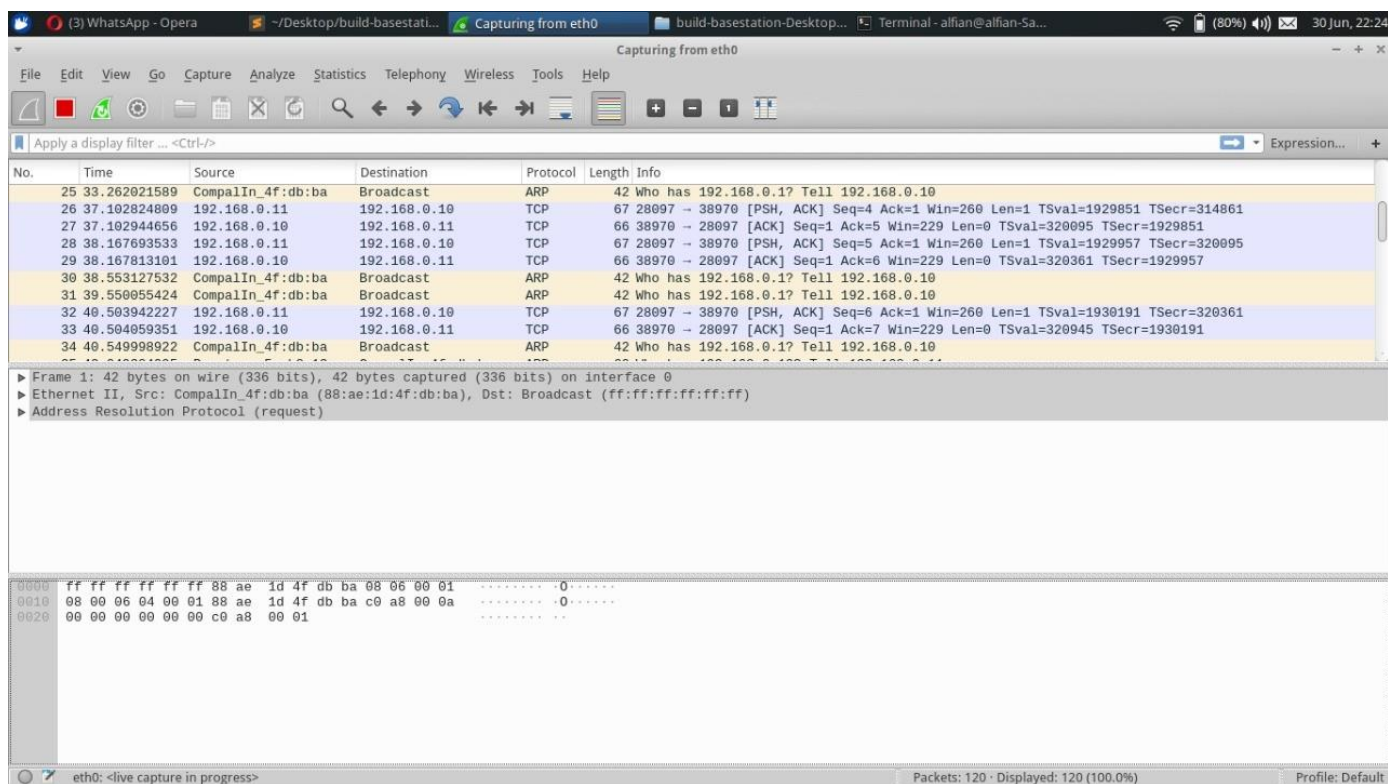 (3) WhatsApp - Opera ~/Desktop/build-basestati... Capturing from eth0 build-basestation-Desktop... Terminal - alfian@alfian-Sa... (80%) 30 Jun, 22:24
Capturing from eth0
File Edit View Go Capture Analyze Statistics Telephony Wireless Tools Help
Apply a display filter ... <Ctrl-/> Expression... +
No. Time Source Destination Protocol Length Info
25 33.262021589 CompalIn_4f:db:ba Broadcast ARP 42 Who has 192.168.0.1? Tell 192.168.0.10
26 37.102824809 192.168.0.11 192.168.0.10 TCP 67 28097 → 38970 [PSH, ACK] Seq=4 Ack=1 Win=260 Len=1 TSval=1929851 TSecr=314861
27 37.102944656 192.168.0.10 192.168.0.11 TCP 66 38970 → 28097 [ACK] Seq=1 Ack=5 Win=229 Len=0 TSval=320095 TSecr=1929851
28 38.167693533 192.168.0.11 192.168.0.10 TCP 67 28097 → 38970 [PSH, ACK] Seq=5 Ack=1 Win=260 Len=1 TSval=1929957 TSecr=320095
29 38.167813101 192.168.0.10 192.168.0.11 TCP 66 38970 → 28097 [ACK] Seq=1 Ack=6 Win=229 Len=0 TSval=320361 TSecr=1929957
30 38.553127532 CompalIn_4f:db:ba Broadcast ARP 42 Who has 192.168.0.1? Tell 192.168.0.10
31 39.550055424 CompalIn_4f:db:ba Broadcast ARP 42 Who has 192.168.0.1? Tell 192.168.0.10
32 40.503942227 192.168.0.11 192.168.0.10 TCP 67 28097 → 38970 [PSH, ACK] Seq=6 Ack=1 Win=260 Len=1 TSval=1930191 TSecr=320361
33 40.504059351 192.168.0.10 192.168.0.11 TCP 66 38970 → 28097 [ACK] Seq=1 Ack=7 Win=229 Len=0 TSval=320945 TSecr=1930191
34 40.549998922 CompalIn_4f:db:ba Broadcast ARP 42 Who has 192.168.0.1? Tell 192.168.0.10
Frame 1: 42 bytes on wire (336 bits), 42 bytes captured (336 bits) on interface 0
Ethernet II, Src: CompalIn_4f:db:ba (88:ae:1d:4f:db:ba), Dst: Broadcast (ff:ff:ff:ff:ff:ff)
Address Resolution Protocol (request)
0000 ff ff ff ff ff ff 88 ae 1d 4f db ba 08 06 00 01 ········ ·O······
0010 08 00 06 04 00 01 88 ae 1d 4f db ba c0 a8 00 0a ········ ·O······
0020 00 00 00 00 00 00 c0 a8 00 01 ········ ··
eth0: <live capture in progress> Packets: 120 · Displayed: 120 (100.0%) Profile: Default